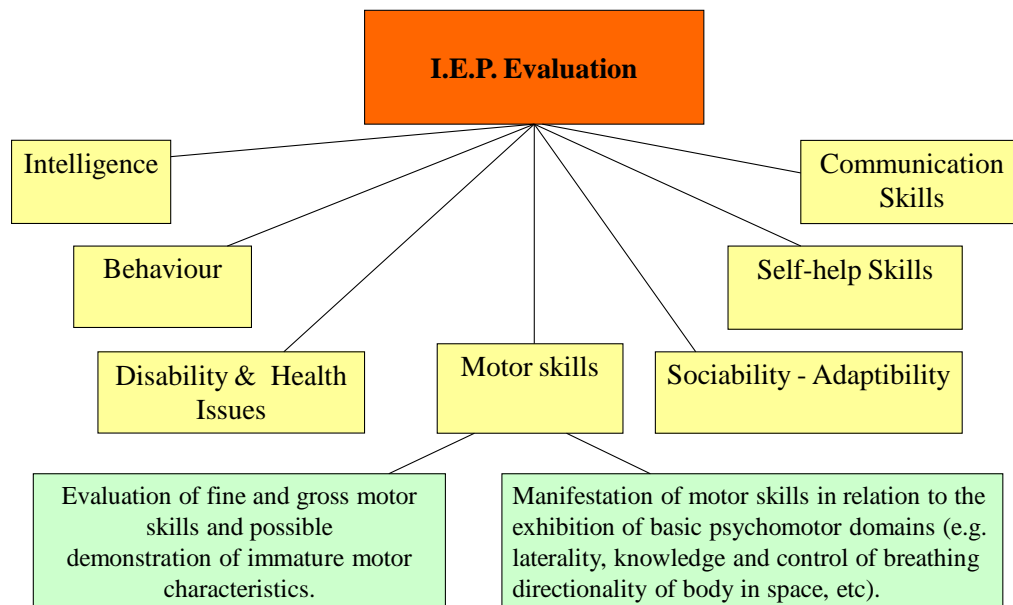 I.E.P. Evaluation
Intelligence
Communication
Skills
Behaviour
Self-help Skills
Disability & Health
Issues
Motor skills
Sociability - Adaptibility
Evaluation of fine and gross motor
skills and possible
demonstration of immature motor
characteristics.
Manifestation of motor skills in relation to the
exhibition of basic psychomotor domains (e.g.
laterality, knowledge and control of breathing
directionality of body in space, etc).